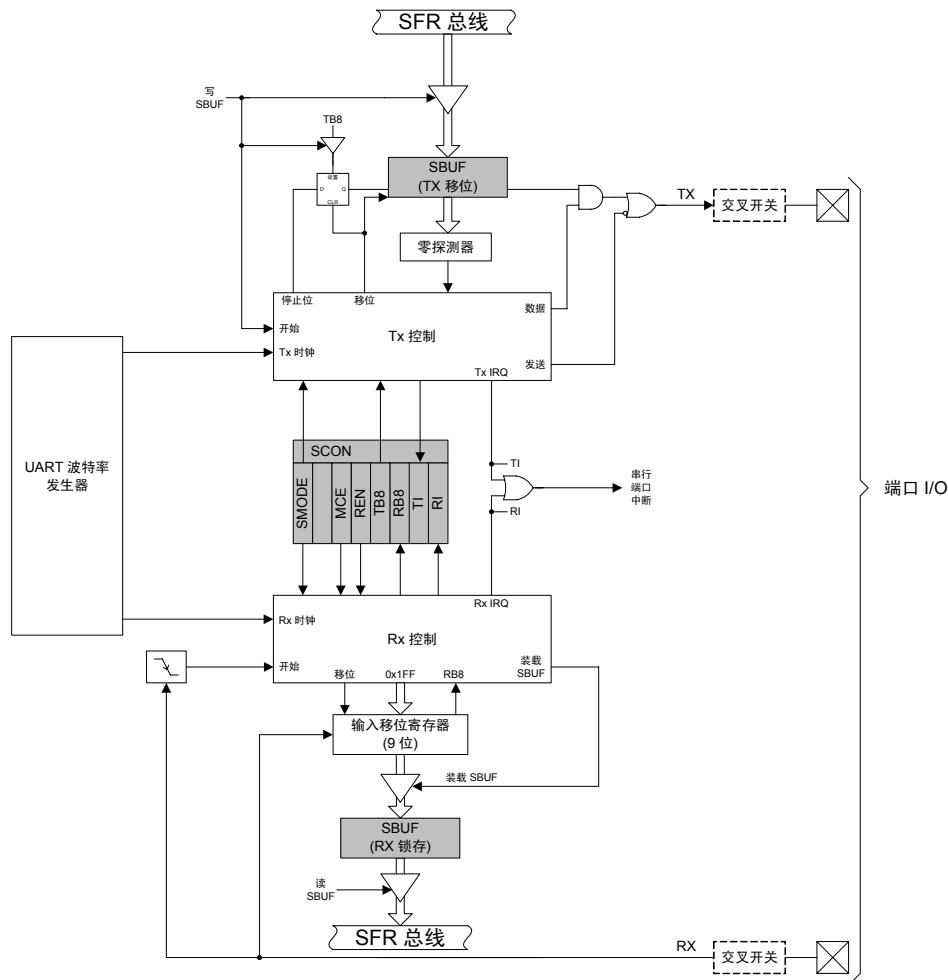 SFR 总线
写
SBUF
TB8
设置
D
Q
CLR
SBUF
(TX 移位)
TX
交叉开关
零探测器
停止位
移位
数据
开始
Tx 控制
Tx 时钟
发送
Tx IRQ
UART 波特率
发生器
SCON
SMODE
MCE
REN
TB8
RB8
TI
RI
TI
RI
串行
端口
中断
端口 I/O
Rx IRQ
Rx 时钟
Rx 控制
开始
装载
SBUF
移位
0x1FF
RB8
输入移位寄存器
(9 位)
装载 SBUF
SBUF
(RX 锁存)
读
SBUF
SFR 总线
RX
交叉开关